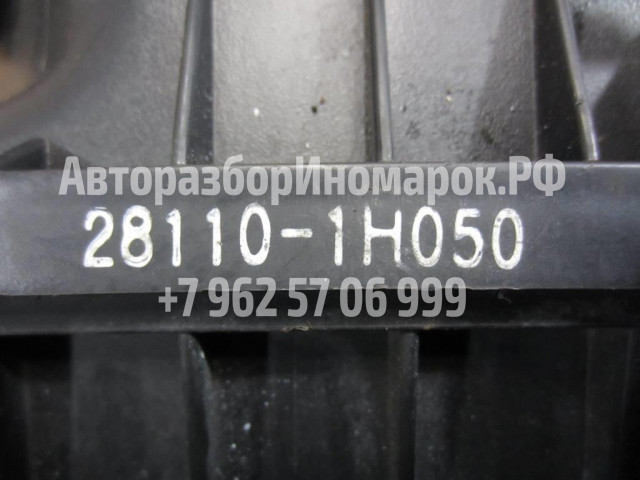 АвторазборИномарок.РФ
28110-1H050
+7 962 57 06 999